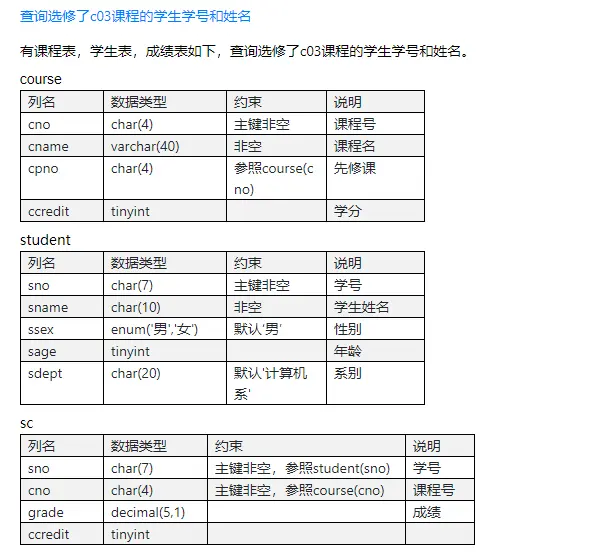 查询选修了c03课程的学生学号和姓名
有课程表，学生表，成绩表如下，查询选修了c03课程的学生学号和姓名。
course
列名 数据类型 约束 说明
cno char(4) 主键非空 课程号
cname varchar(40) 非空 课程名
cpno char(4) 参照course(c 先修课
no)
ccredit tinyint 学分
student
列名 数据类型 约束 说明
sno char(7) 主键非空 学号
sname char(10) 非空 学生姓名
ssex enum('男','女') 默认'男' 性别
sage tinyint 年龄
sdept char(20) 默认'计算机 系别
系'
sc
列名 数据类型 约束 说明
sno char(7) 主键非空，参照student(sno) 学号
cno char(4) 主键非空，参照course(cno) 课程号
grade decimal(5,1) 成绩
ccredit tinyint